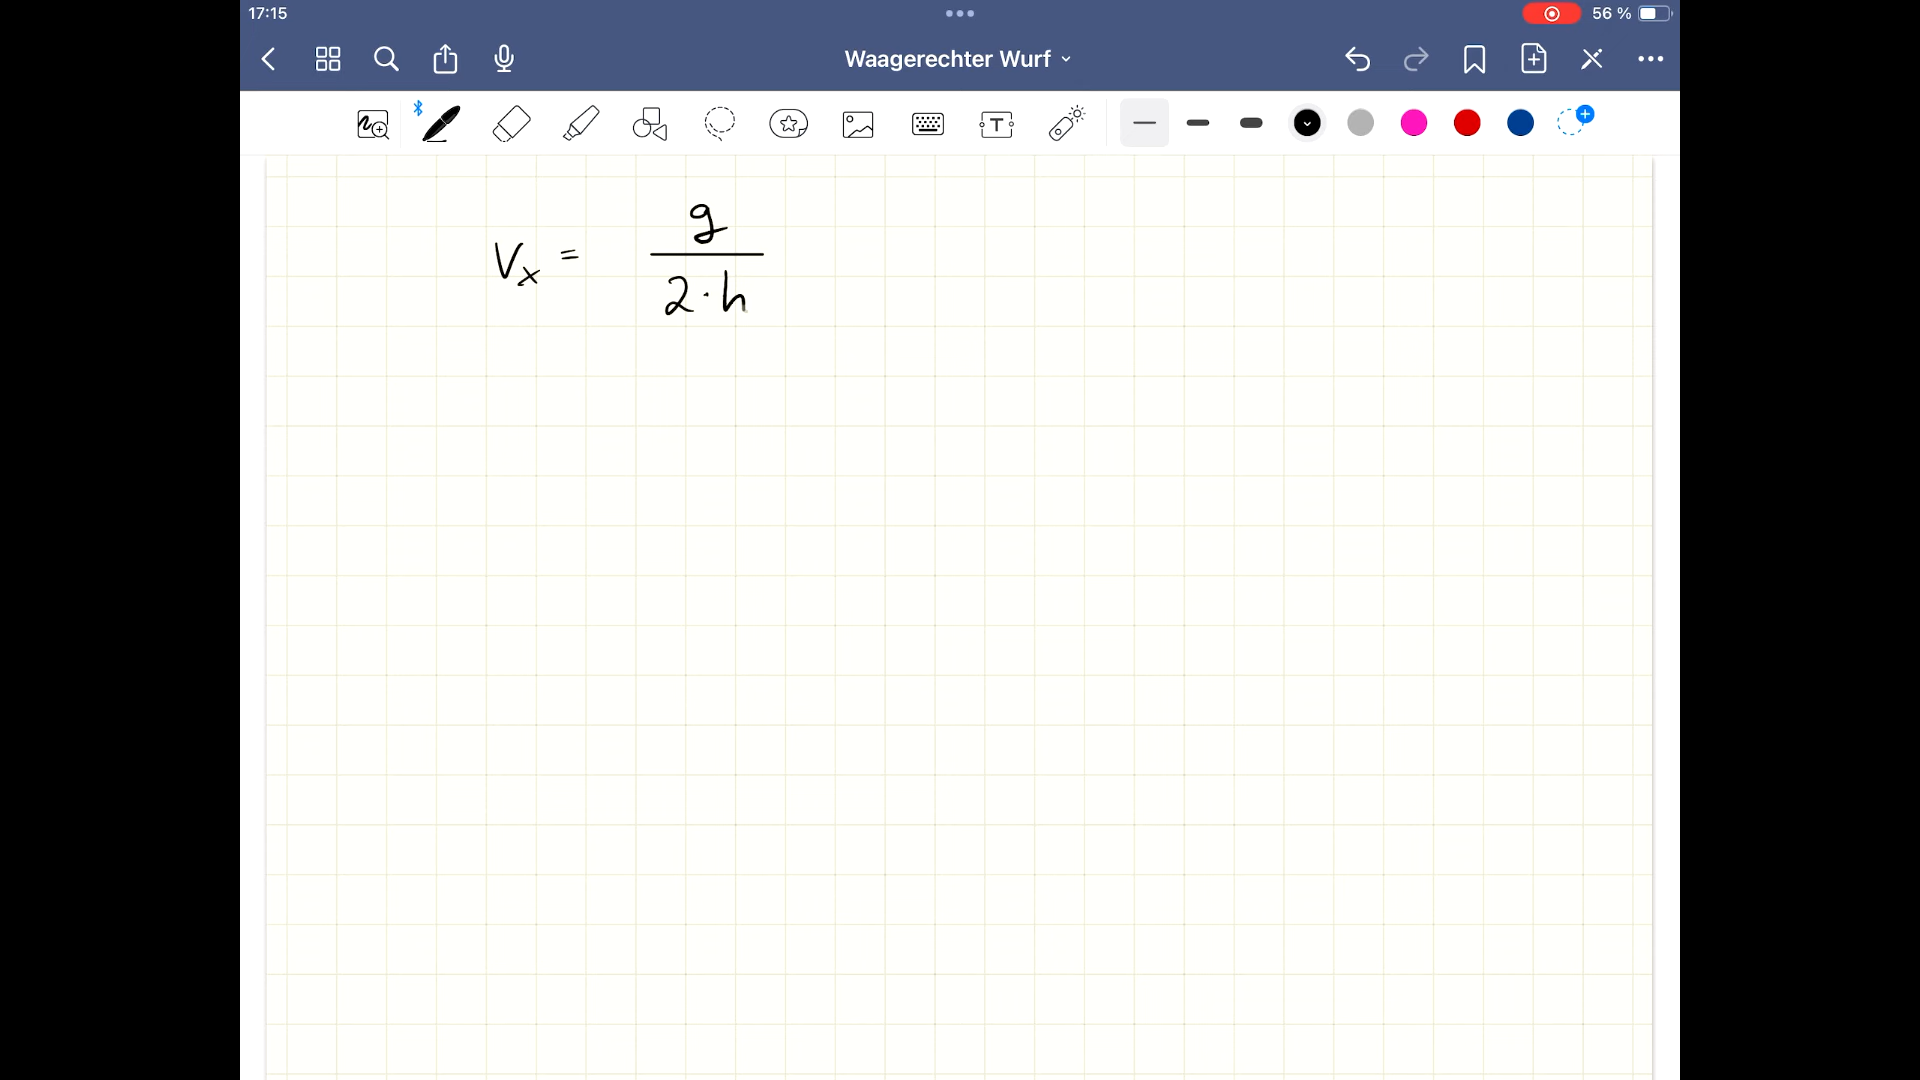 17:15
56 %
Waagerechter Wurf
T
Vx = g / 2 · h